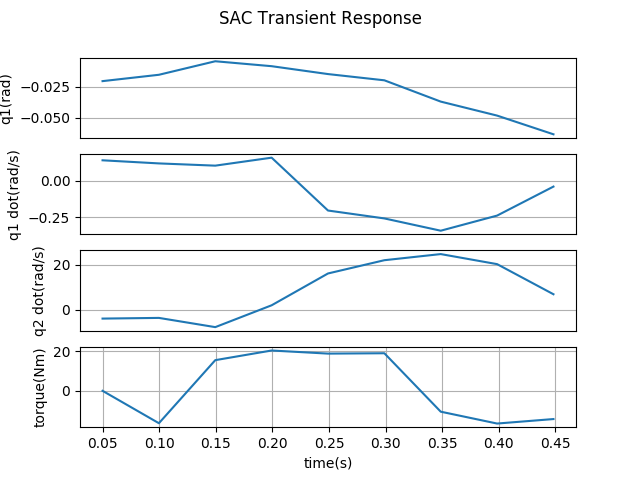 SAC Transient Response
q1(rad)
−0.025
−0.050
q1 dot(rad/s)
0.00
−0.25
q2 dot(rad/s)
20
0
torque(Nm)
20
0
0.05 0.10 0.15 0.20 0.25 0.30 0.35 0.40 0.45
time(s)